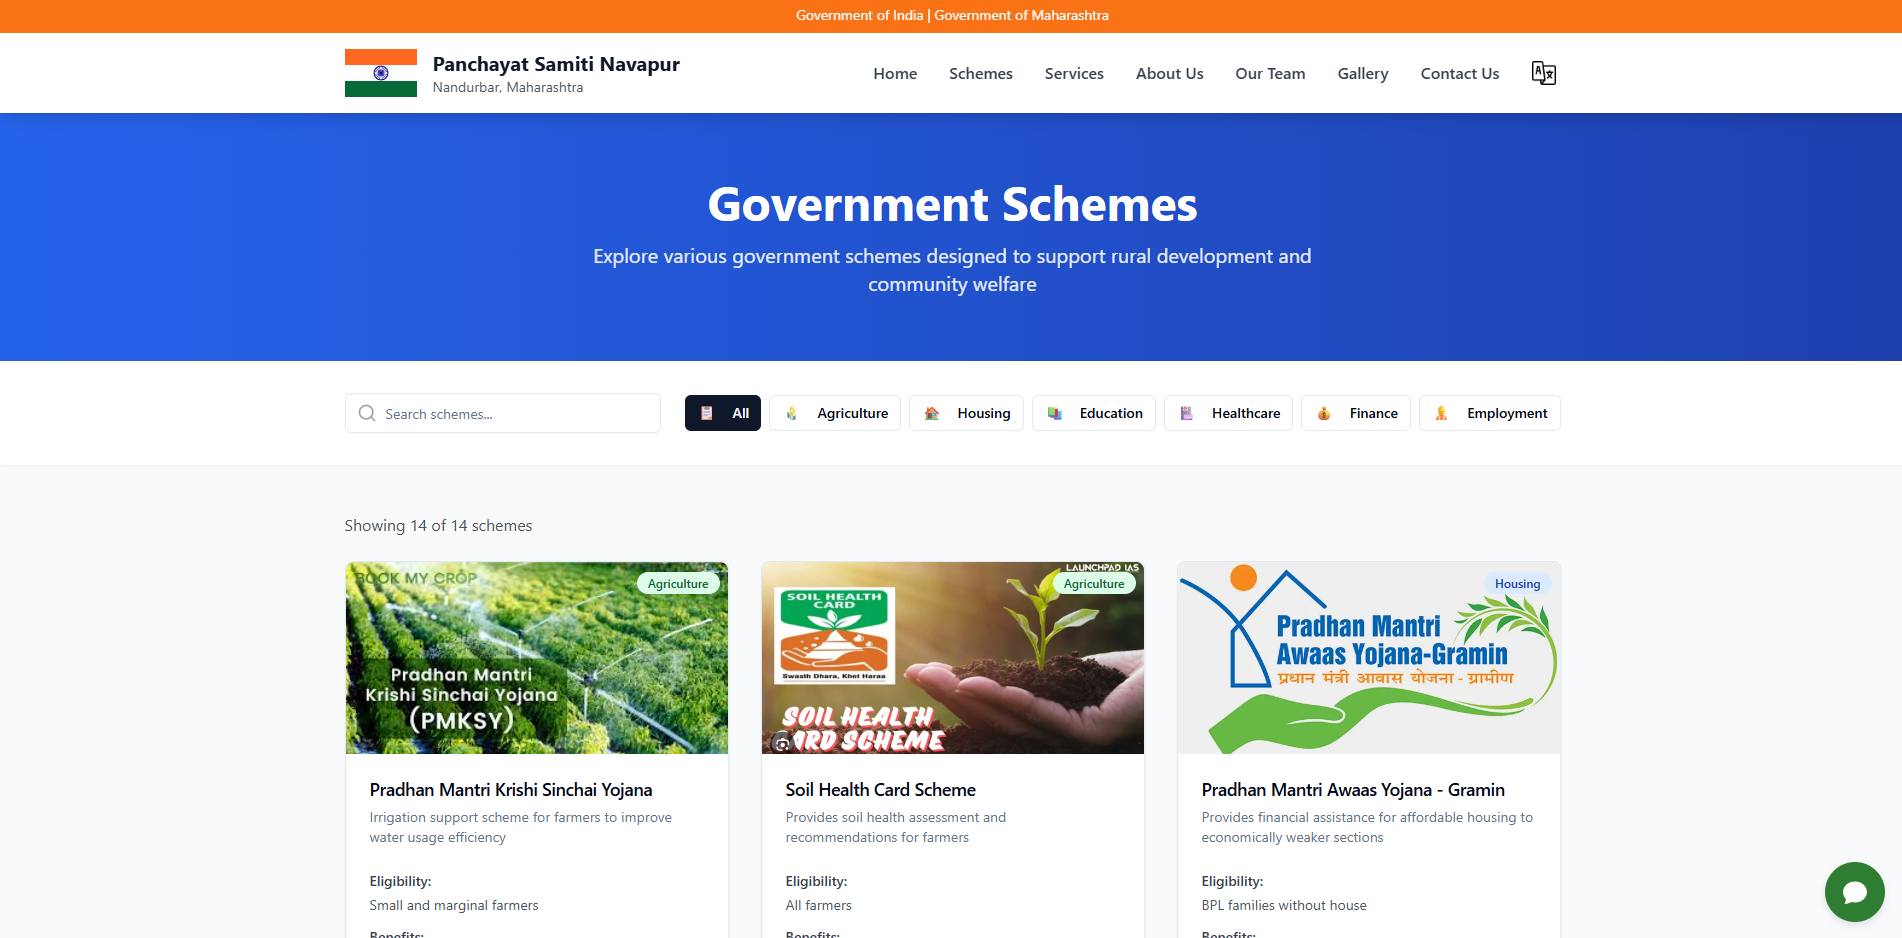 Government of India | Government of Maharashtra
Panchayat Samiti Navapur
Nandurbar, Maharashtra
Home
Schemes
Services
About Us
Our Team
Gallery
Contact Us
Government Schemes
Explore various government schemes designed to support rural development and
community welfare
Search schemes...
All
Agriculture
Housing
Education
Healthcare
Finance
Employment
Showing 14 of 14 schemes
BOOK MY CROP
Agriculture
Pradhan Mantri
Krishi Sinchai Yojana
(PMKSY)
Pradhan Mantri Krishi Sinchai Yojana
Irrigation support scheme for farmers to improve
water usage efficiency
Eligibility:
Small and marginal farmers
Benefits:
LAUNCHPAD IAS
Agriculture
SOIL HEALTH
CARD
Swasth Dhara, Khet Haraa
SOIL HEALTH
CARD SCHEME
Soil Health Card Scheme
Provides soil health assessment and
recommendations for farmers
Eligibility:
All farmers
Benefits:
Housing
Pradhan Mantri
Awaas Yojana-Gramin
प्रधान मंत्री आवास योजना - ग्रामीण
Pradhan Mantri Awaas Yojana - Gramin
Provides financial assistance for affordable housing to
economically weaker sections
Eligibility:
BPL families without house
Benefits: